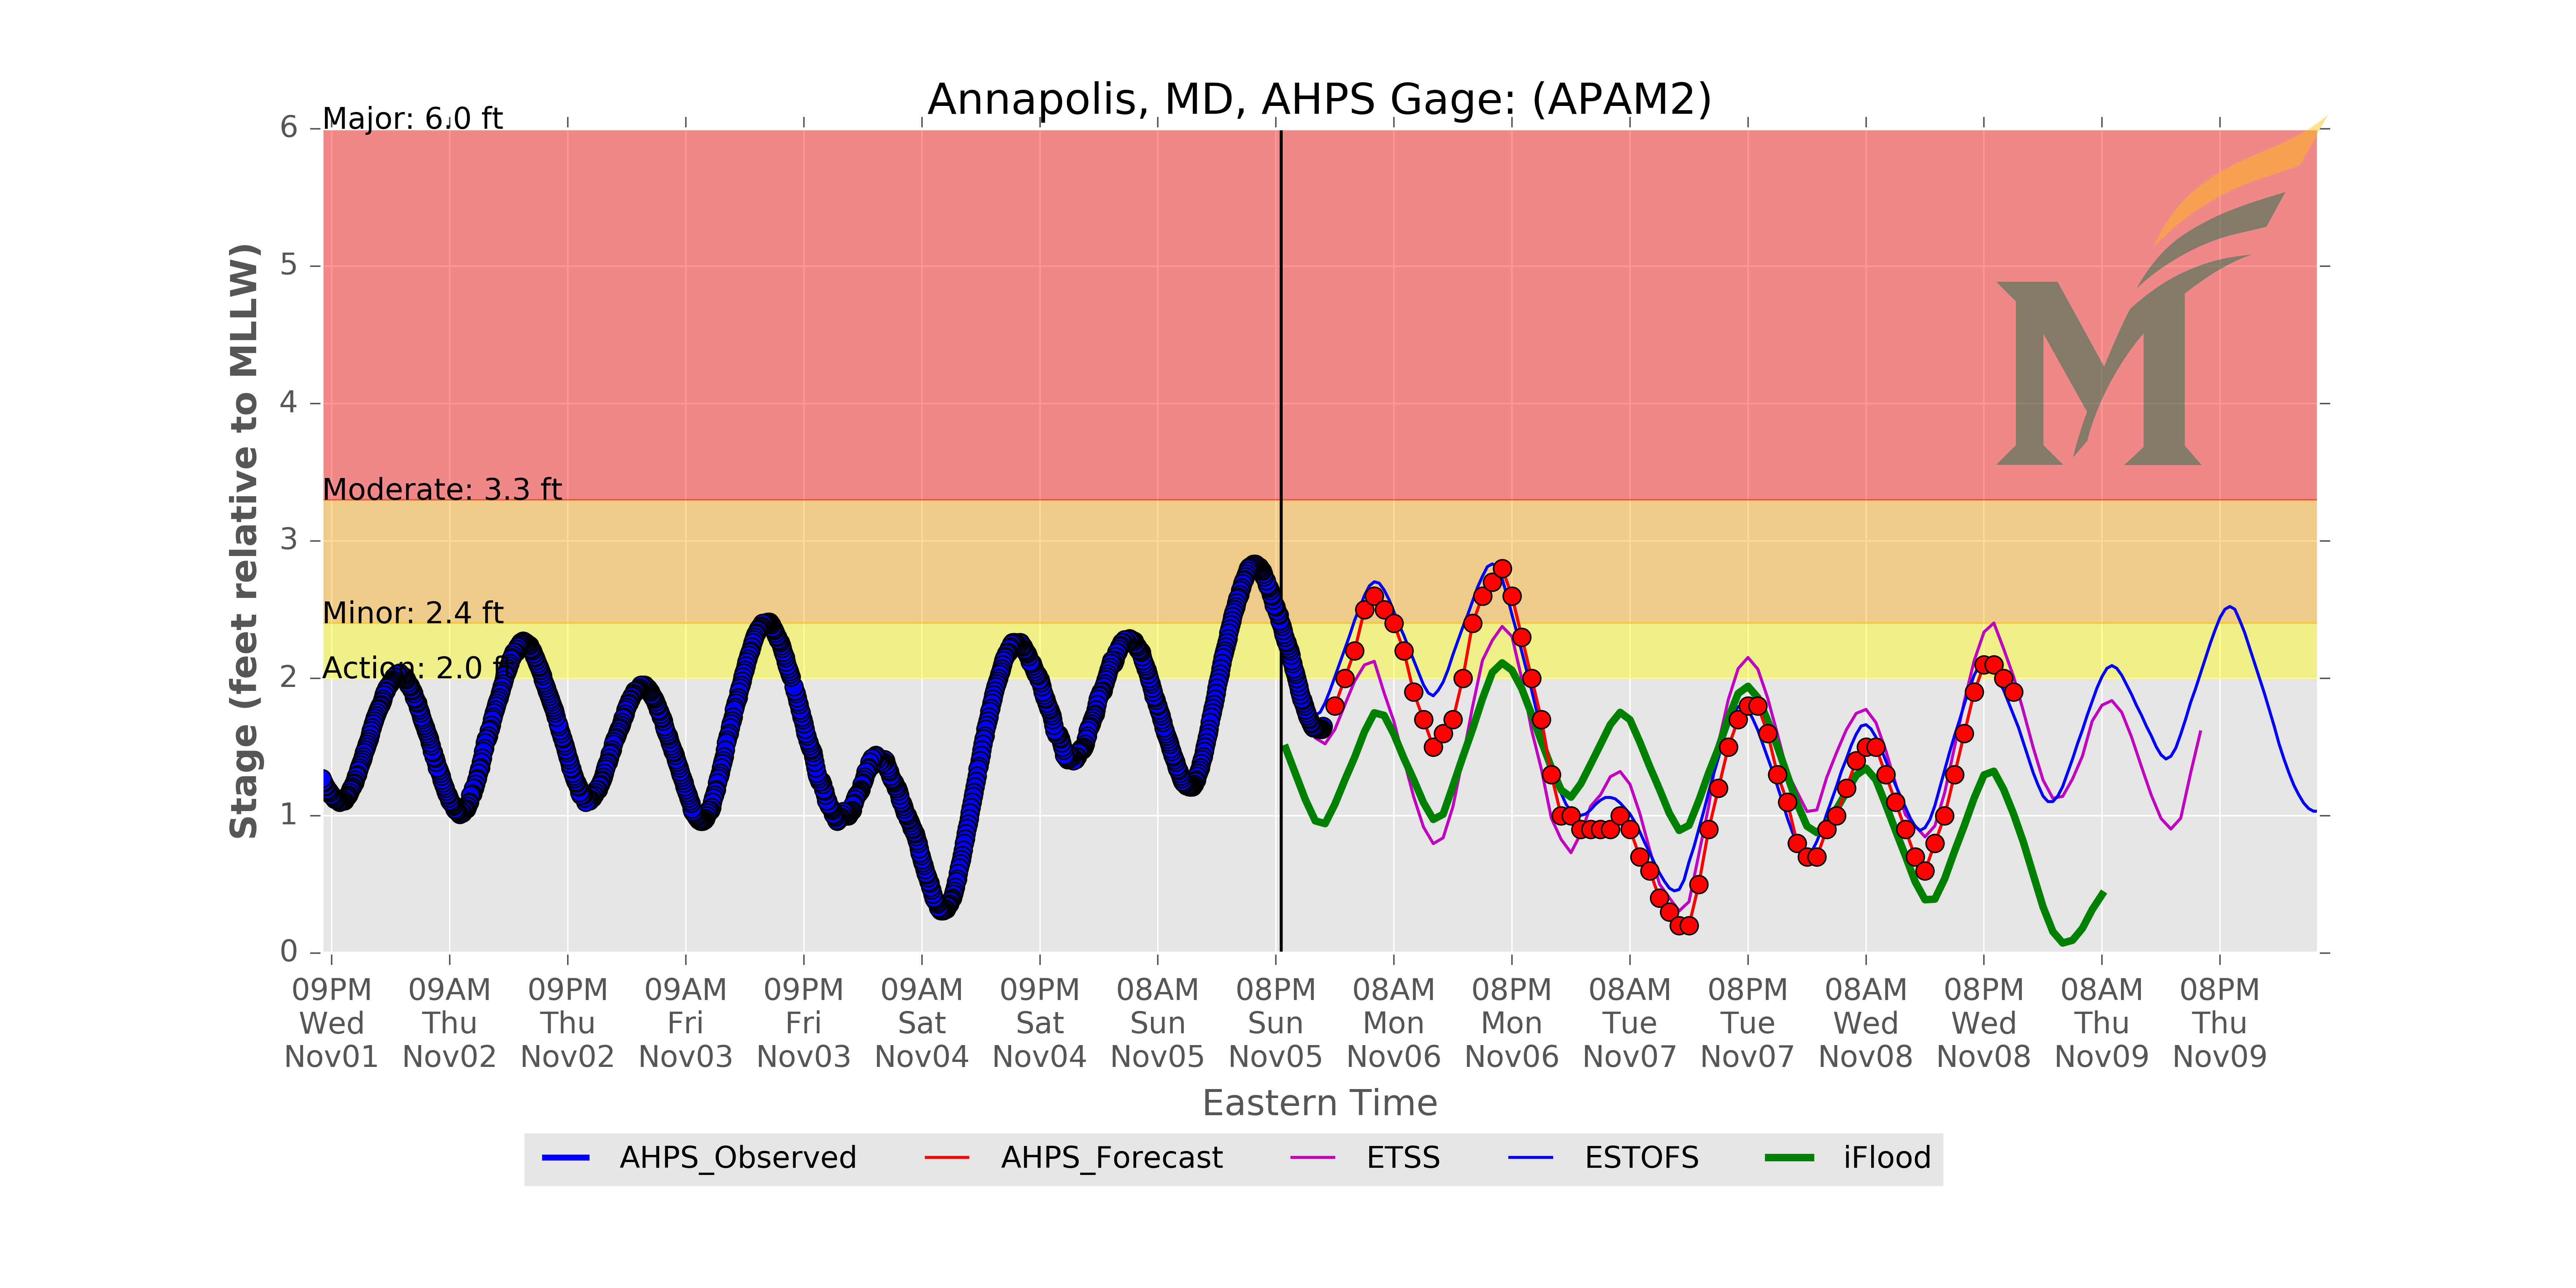 Annapolis, MD, AHPS Gage: (APAM2)
Major: 6.0 ft
Moderate: 3.3 ft
Minor: 2.4 ft
Action: 2.0 ft
Stage (feet relative to MLLW)
6
5
4
3
2
1
0
09PM 09AM 09PM 09AM 09PM 09AM 09PM 08AM 08PM 08AM 08PM 08AM 08PM 08AM 08PM 08AM 08PM
Wed Thu Thu Fri Fri Sat Sat Sun Sun Mon Mon Tue Tue Wed Wed Thu Thu
Nov01 Nov02 Nov02 Nov03 Nov03 Nov04 Nov04 Nov05 Nov05 Nov06 Nov06 Nov07 Nov07 Nov08 Nov08 Nov09 Nov09
Eastern Time
AHPS_Observed AHPS_Forecast ETSS ESTOFS iFlood
M